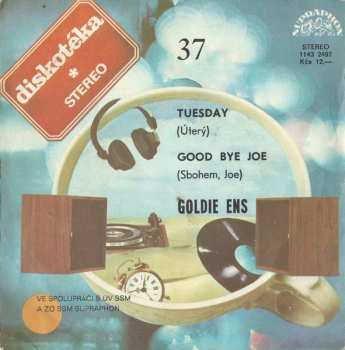 diskotéka
*
STEREO
37
SUPRAPHON
STEREO
1143 2497
Kčs 12,—
TUESDAY
(Úterý)
GOOD BYE JOE
(Sbohem, Joe)
GOLDIE ENS
VE SPOLUPRÁCI S ÚV SSM
A ZO SSM SUPRAPHON